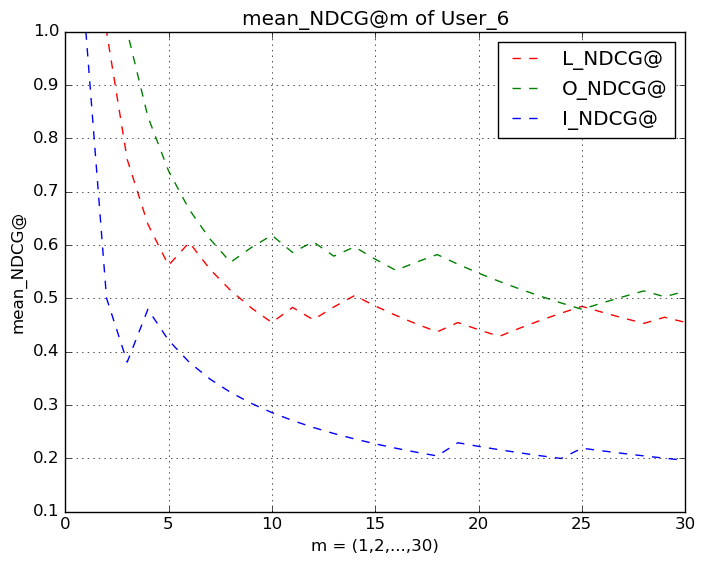 mean_NDCG@m of User_6
L_NDCG@
O_NDCG@
I_NDCG@
mean_NDCG@
1.0
0.9
0.8
0.7
0.6
0.5
0.4
0.3
0.2
0.1
0 5 10 15 20 25 30
m = (1,2,...,30)